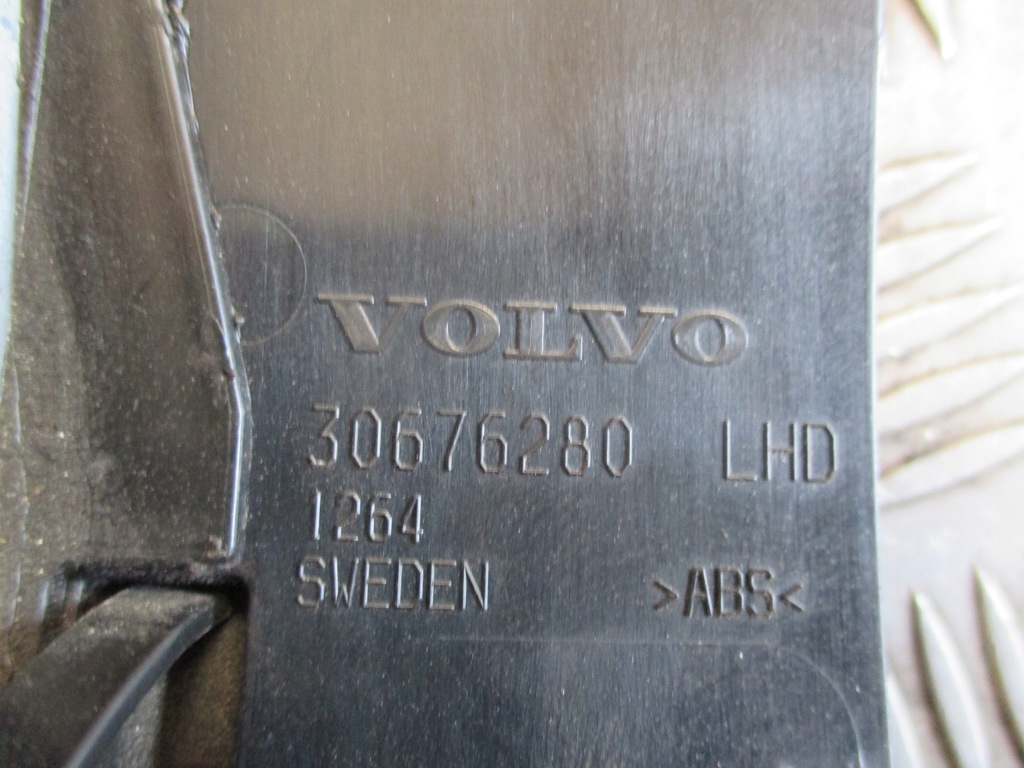 VOLVO
30676280 LHD
1264
SWEDEN >ABS<